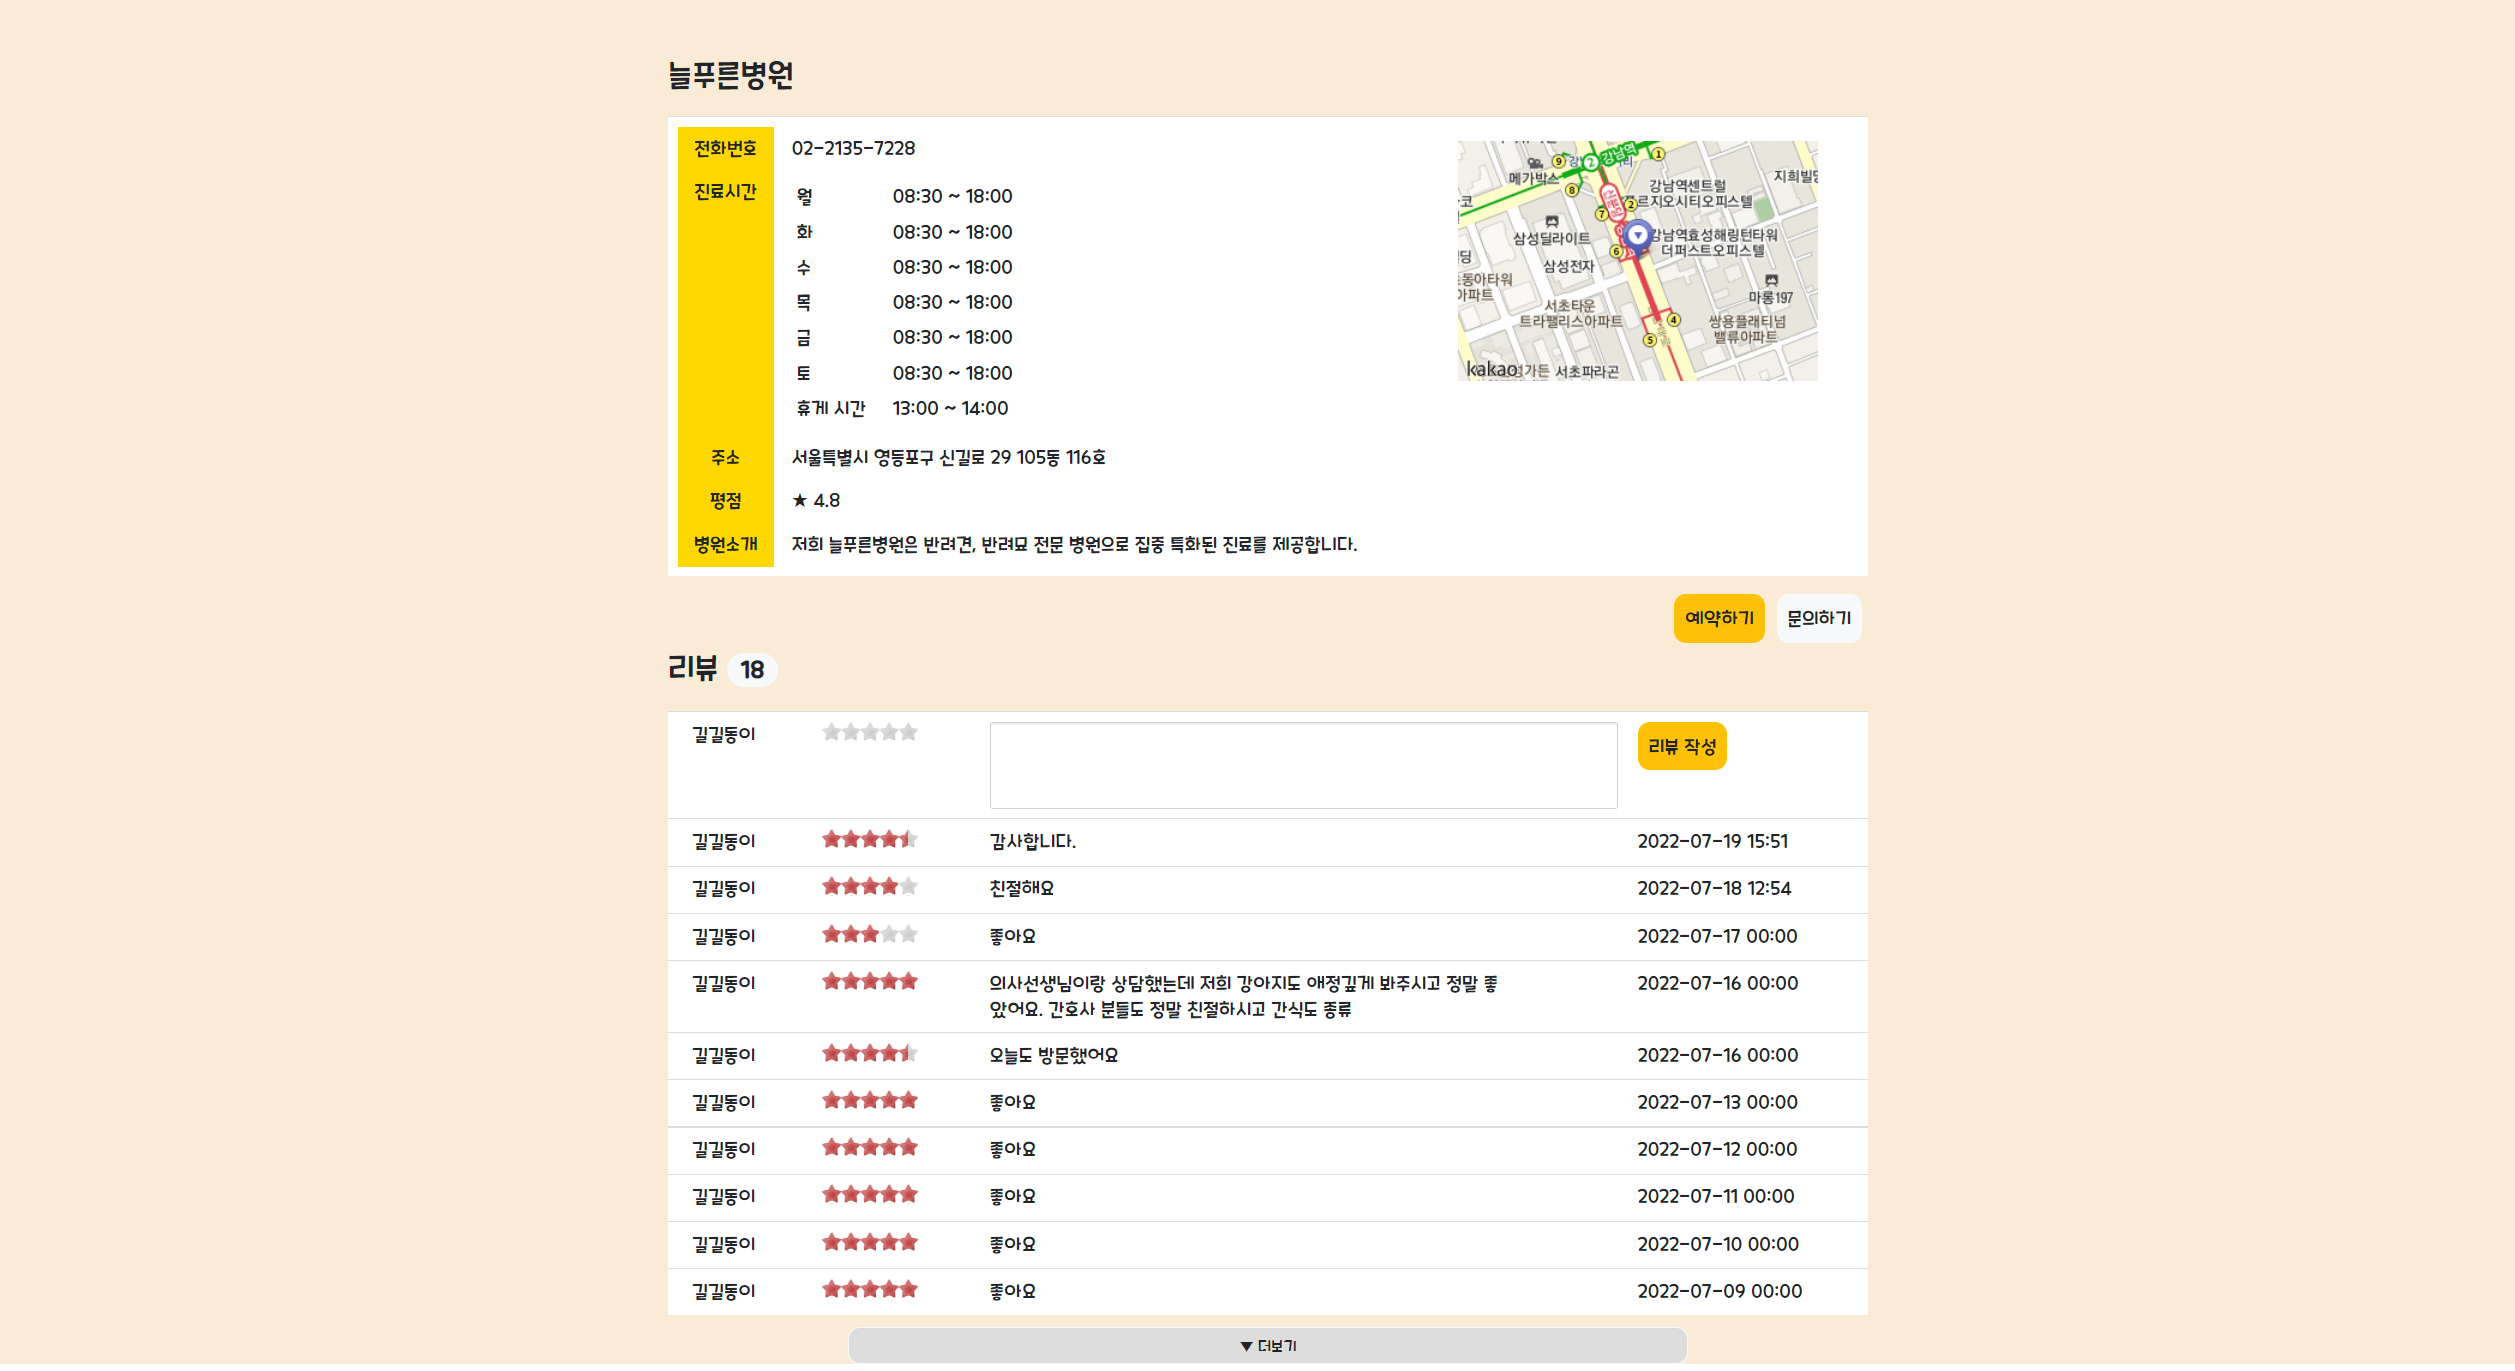 늘푸른병원
전화번호 02-2135-7228
진료시간
월 08:30 ~ 18:00
화 08:30 ~ 18:00
수 08:30 ~ 18:00
목 08:30 ~ 18:00
금 08:30 ~ 18:00
토 08:30 ~ 18:00
휴게 시간 13:00 ~ 14:00
주소 서울특별시 영등포구 신길로 29 105동 116호
평점 ★ 4.8
병원소개 저희 늘푸른병원은 반려견, 반려묘 전문 병원으로 집중 특화된 진료를 제공합니다.
9 2 강남역 1
메가박스 8
지희빌딩
강남역센트럴
2 푸르지오시티오피스텔
7
삼성딜라이트
강남역효성해링턴타워
더퍼스트오피스텔
6
삼성전자
동아타워
아파트
마롱197
서초타운
트라팰리스아파트
4
쌍용플래티넘
밸류아파트
5
kakao
서초파라곤
예약하기 문의하기
리뷰 18
길길동이 리뷰 작성
길길동이 감사합니다. 2022-07-19 15:51
길길동이 친절해요 2022-07-18 12:54
길길동이 좋아요 2022-07-17 00:00
길길동이 의사선생님이랑 상담했는데 저희 강아지도 애정깊게 봐주시고 정말 좋 2022-07-16 00:00
았어요. 간호사 분들도 정말 친절하시고 간식도 종류
길길동이 오늘도 방문했어요 2022-07-16 00:00
길길동이 좋아요 2022-07-13 00:00
길길동이 좋아요 2022-07-12 00:00
길길동이 좋아요 2022-07-11 00:00
길길동이 좋아요 2022-07-10 00:00
길길동이 좋아요 2022-07-09 00:00
▼ 더보기